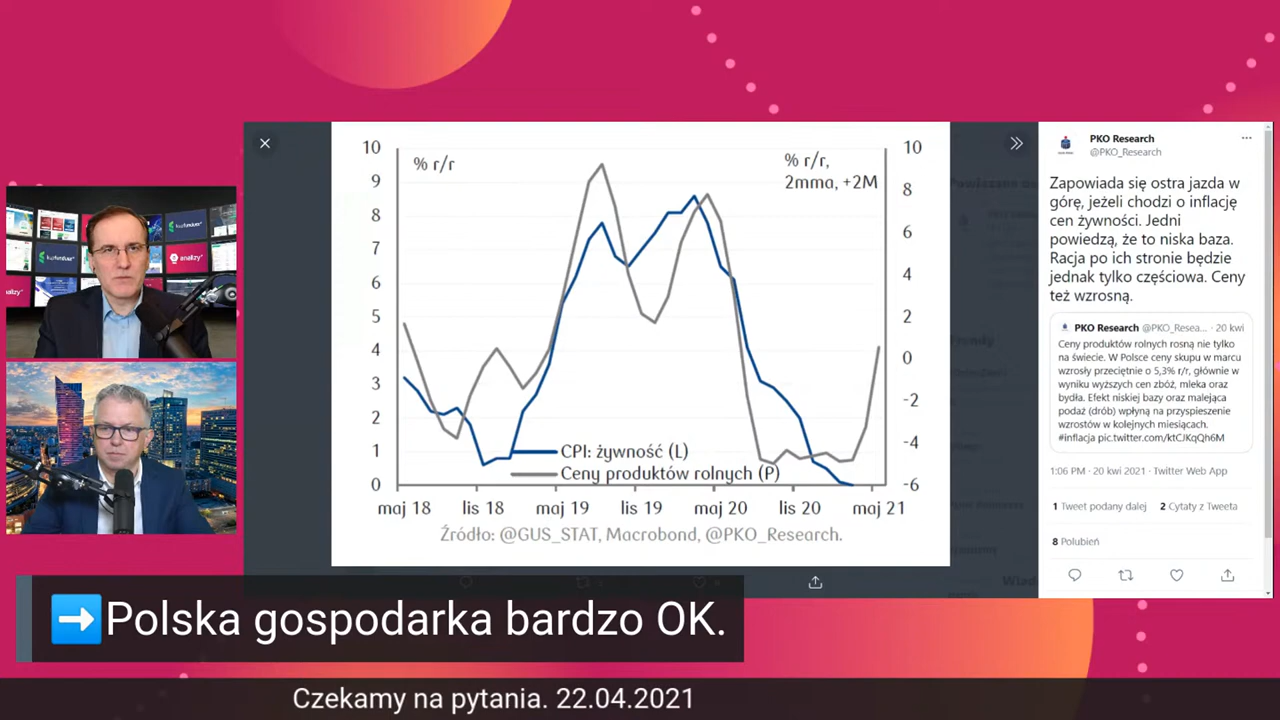 % r/r
% r/r,
2mma, +2M
10
9
8
7
6
5
4
3
2
1
0
10
8
6
4
2
0
-2
-4
-6
CPI: żywność (L)
Ceny produktów rolnych (P)
maj 18 lis 18 maj 19 lis 19 maj 20 lis 20 maj 21
Źródło: @GUS_STAT, Macrobond, @PKO_Research.
PKO Research
@PKO_Research
Zapowiada się ostra jazda w
górę, jeżeli chodzi o inflację
cen żywności. Jedni
powiedzą, że to niska baza.
Racja po ich stronie będzie
jednak tylko częściowa. Ceny
też wzrosną.
PKO Research @PKO_Resea... · 20 kwi
Ceny produktów rolnych rosną nie tylko
na świecie. W Polsce ceny skupu w marcu
wzrosły przeciętnie o 5,3% r/r, głównie w
wyniku wyższych cen zbóż, mleka oraz
bydła. Efekt niskiej bazy oraz malejąca
podaż (drób) wpłyną na przyspieszenie
wzrostów w kolejnych miesiącach.
#inflacja pic.twitter.com/ktCJKqQh6M
1:06 PM · 20 kwi 2021 · Twitter Web App
1 Tweet podany dalej 2 Cytaty z Tweeta
8 Polubień
kupfundusz
analizy
kupfundusz
➡Polska gospodarka bardzo OK.
Czekamy na pytania. 22.04.2021